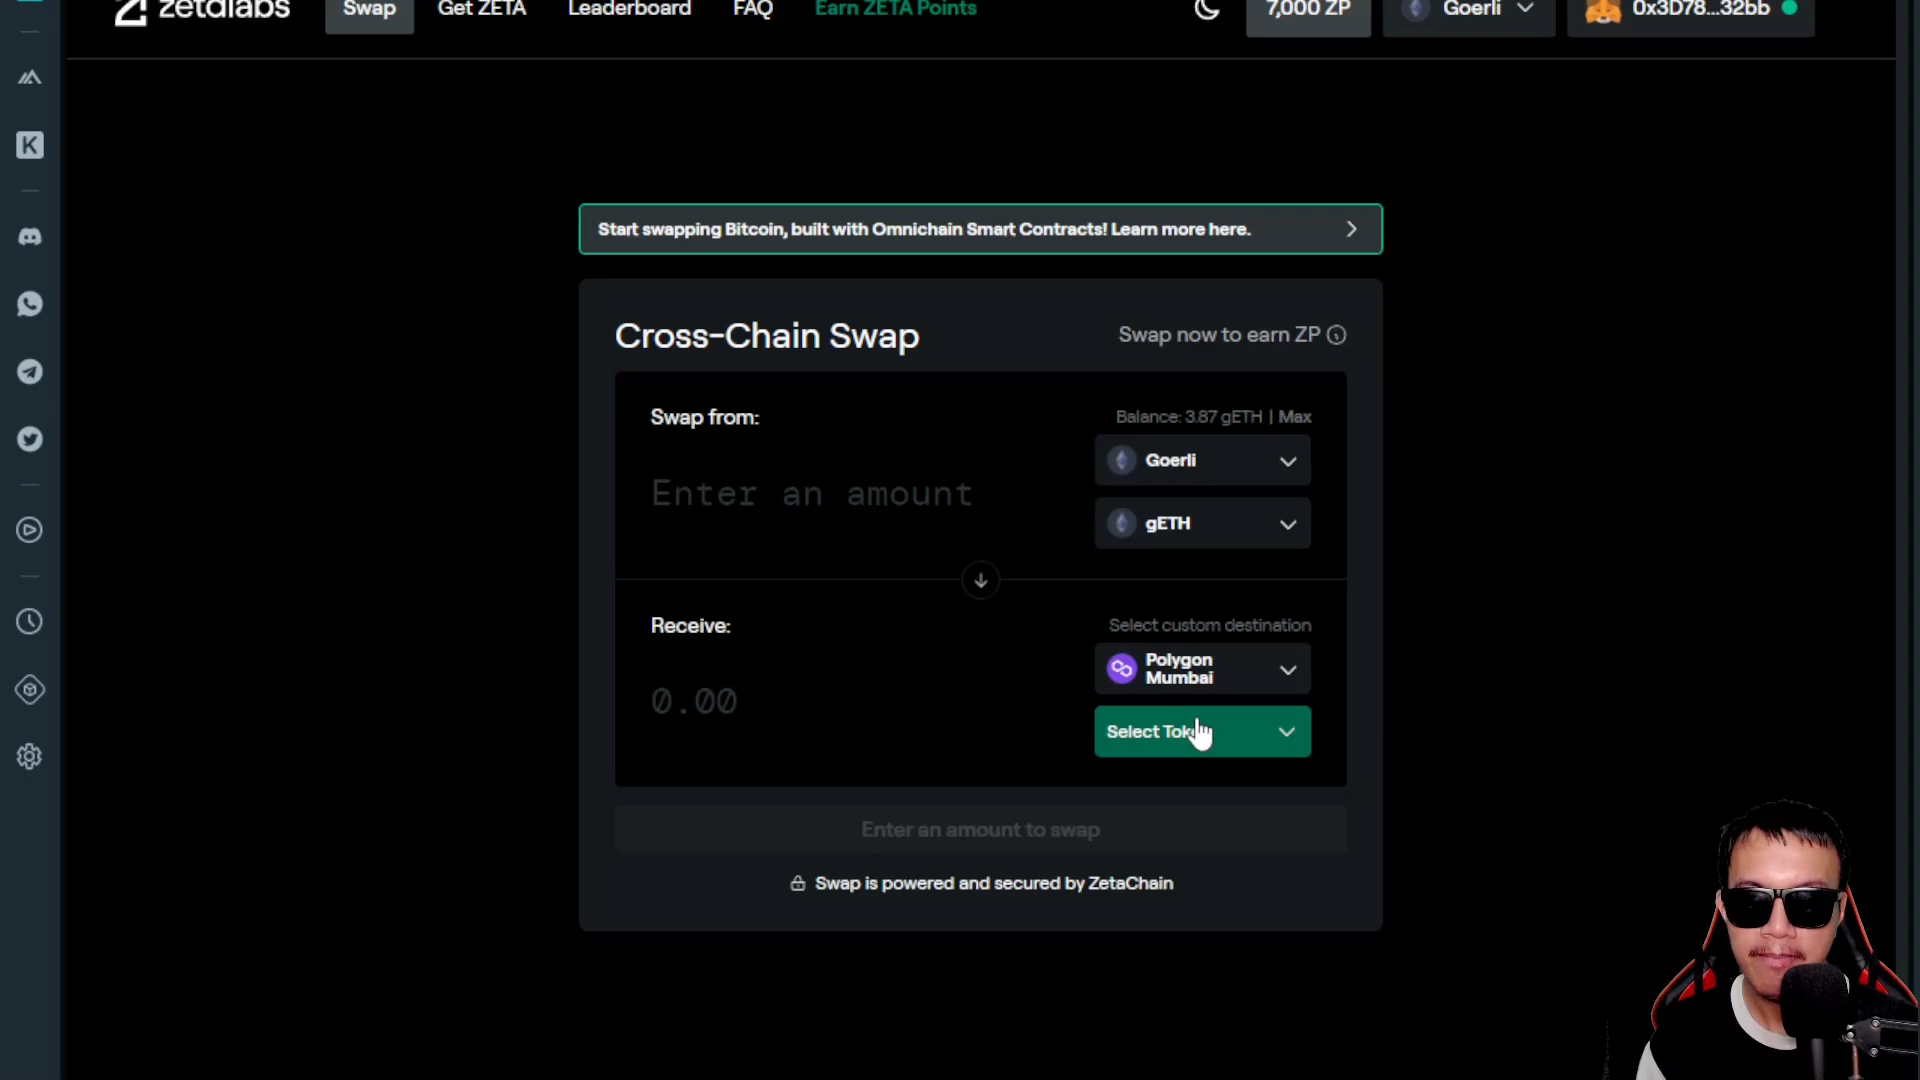 zetalabs Swap Get ZETA Leaderboard FAQ Earn ZETA Points 7,000 ZP Goerli 0x3D78...32bb
K
Start swapping Bitcoin, built with Omnichain Smart Contracts! Learn more here.
Cross-Chain Swap Swap now to earn ZP
Swap from: Balance: 3.87 gETH | Max
Goerli
Enter an amount
gETH
Receive: Select custom destination
Polygon
Mumbai
0.00
Select Tok
Enter an amount to swap
Swap is powered and secured by ZetaChain